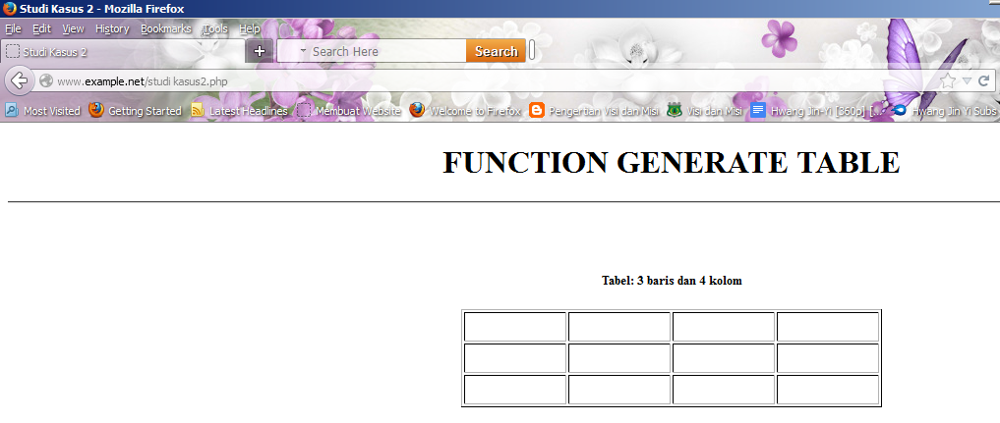 Studi Kasus 2 - Mozilla Firefox
File Edit View History Bookmarks Tools Help
Studi Kasus 2 + Search Here Search
www.example.net/studi kasus2.php
Most Visited Getting Started Latest Headlines Membuat Website Welcome to Firefox Pengertian Visi dan Misi Visi dan Misi Hwang Jin-Yi [360p] [... Hwang Jin Yi Subs
FUNCTION GENERATE TABLE
Tabel: 3 baris dan 4 kolom